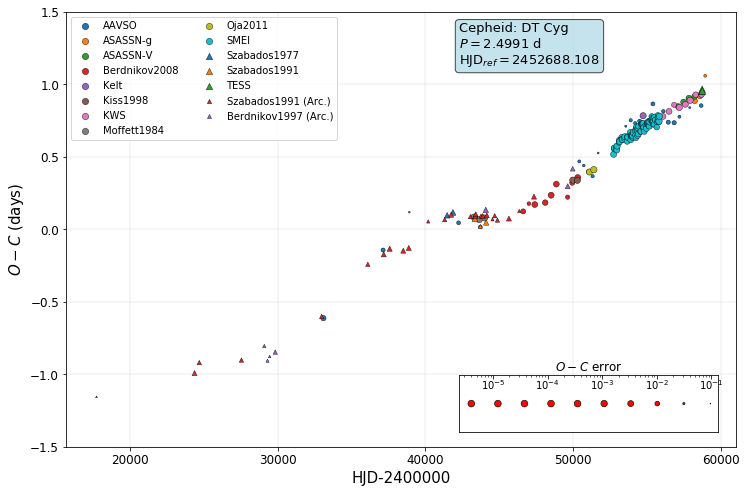 1.5
1.0
0.5
0.0
−0.5
−1.0
−1.5
O − C (days)
AAVSO
ASASSN-g
ASASSN-V
Berdnikov2008
Kelt
Kiss1998
KWS
Moffett1984
Oja2011
SMEI
Szabados1977
Szabados1991
TESS
Szabados1991 (Arc.)
Berdnikov1997 (Arc.)
Cepheid: DT Cyg
P = 2.4991 d
HJD_ref = 2452688.108
O − C error
10⁻⁵ 10⁻⁴ 10⁻³ 10⁻² 10⁻¹
20000 30000 40000 50000 60000
HJD-2400000